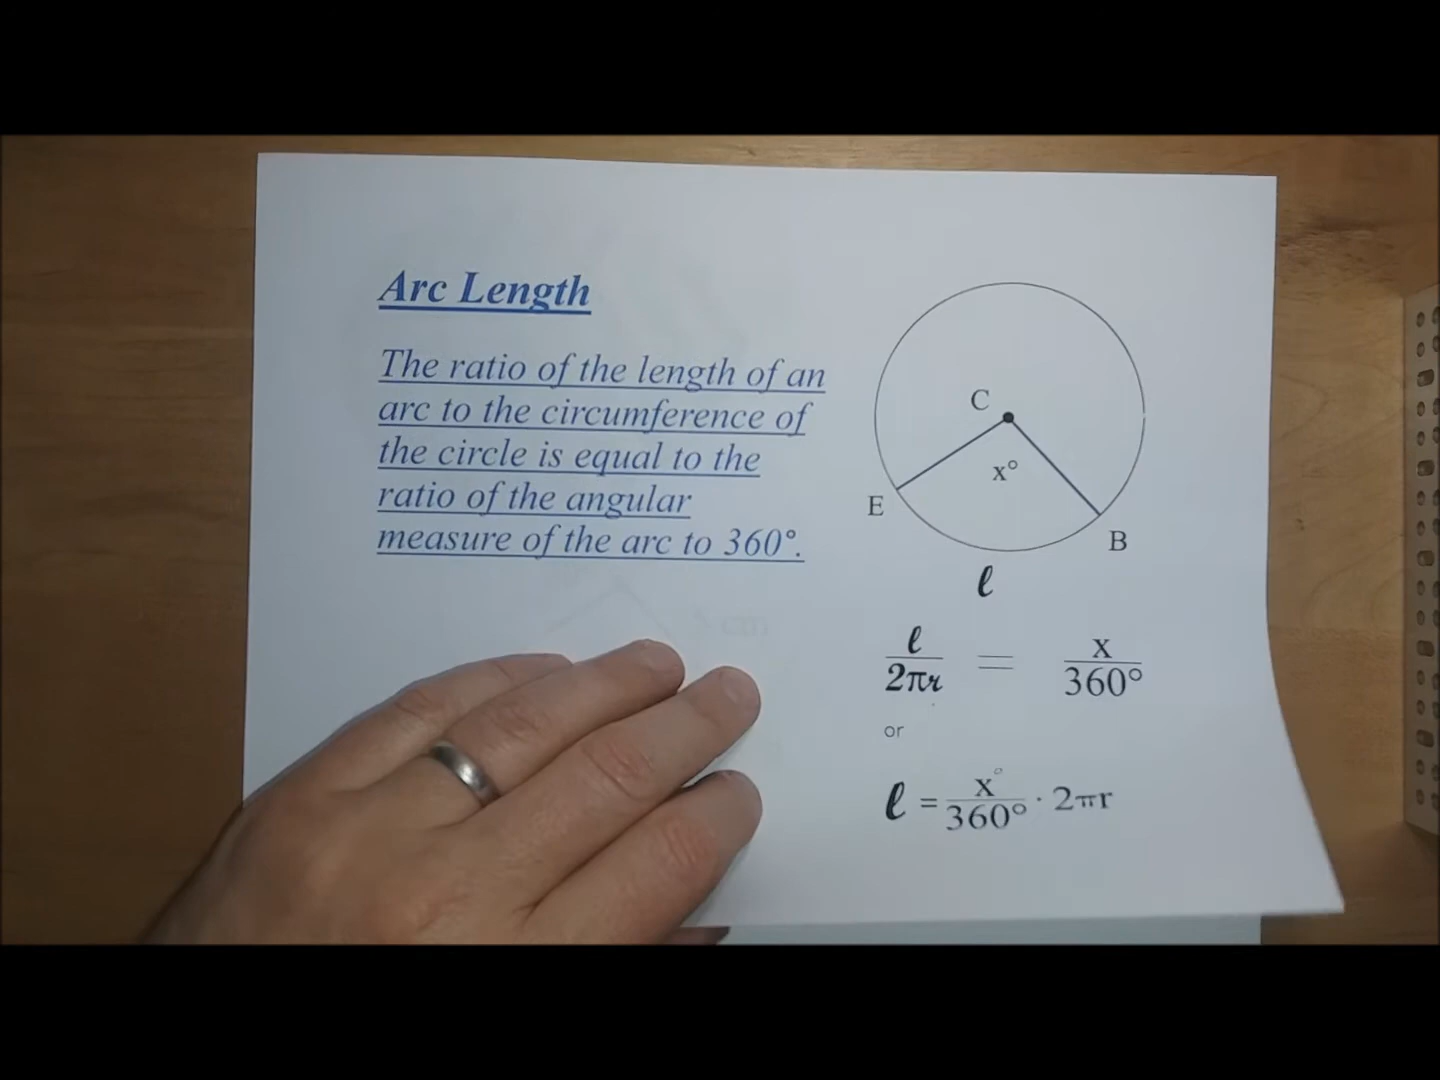 Arc Length
The ratio of the length of an
arc to the circumference of
the circle is equal to the
ratio of the angular
measure of the arc to 360°.
C
x°
E
B
ℓ
ℓ/2πr = x/360°
or
ℓ = x°/360° · 2πr